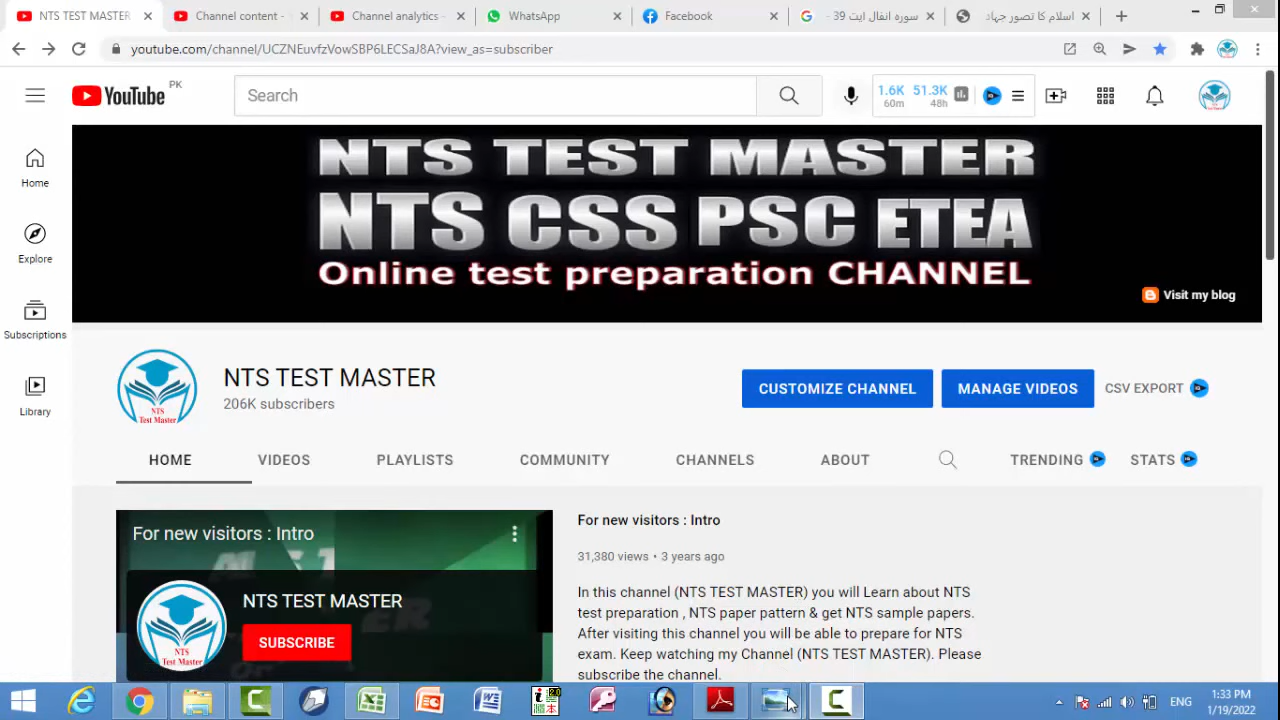 NTS TEST MASTER
Channel content -
Channel analytics -
WhatsApp
Facebook
سورہ انفال ایت 39 -
اسلام کا تصور جہاد
youtube.com/channel/UCZNEuvfzVowSBP6LECSaJ8A?view_as=subscriber
YouTube PK
Search
1.6K 51.3K
60m 48h
NTS TEST MASTER
NTS CSS PSC ETEA
Online test preparation CHANNEL
Visit my blog
Home
Explore
Subscriptions
Library
NTS TEST MASTER
206K subscribers
CUSTOMIZE CHANNEL
MANAGE VIDEOS
CSV EXPORT
NTS
Test Master
HOME
VIDEOS
PLAYLISTS
COMMUNITY
CHANNELS
ABOUT
TRENDING
STATS
For new visitors : Intro
NTS TEST MASTER
SUBSCRIBE
NTS
Test Master
For new visitors : Intro
31,380 views • 3 years ago
In this channel (NTS TEST MASTER) you will Learn about NTS
test preparation , NTS paper pattern & get NTS sample papers.
After visiting this channel you will be able to prepare for NTS
exam. Keep watching my Channel (NTS TEST MASTER). Please
subscribe the channel.
ENG
1:33 PM
1/19/2022